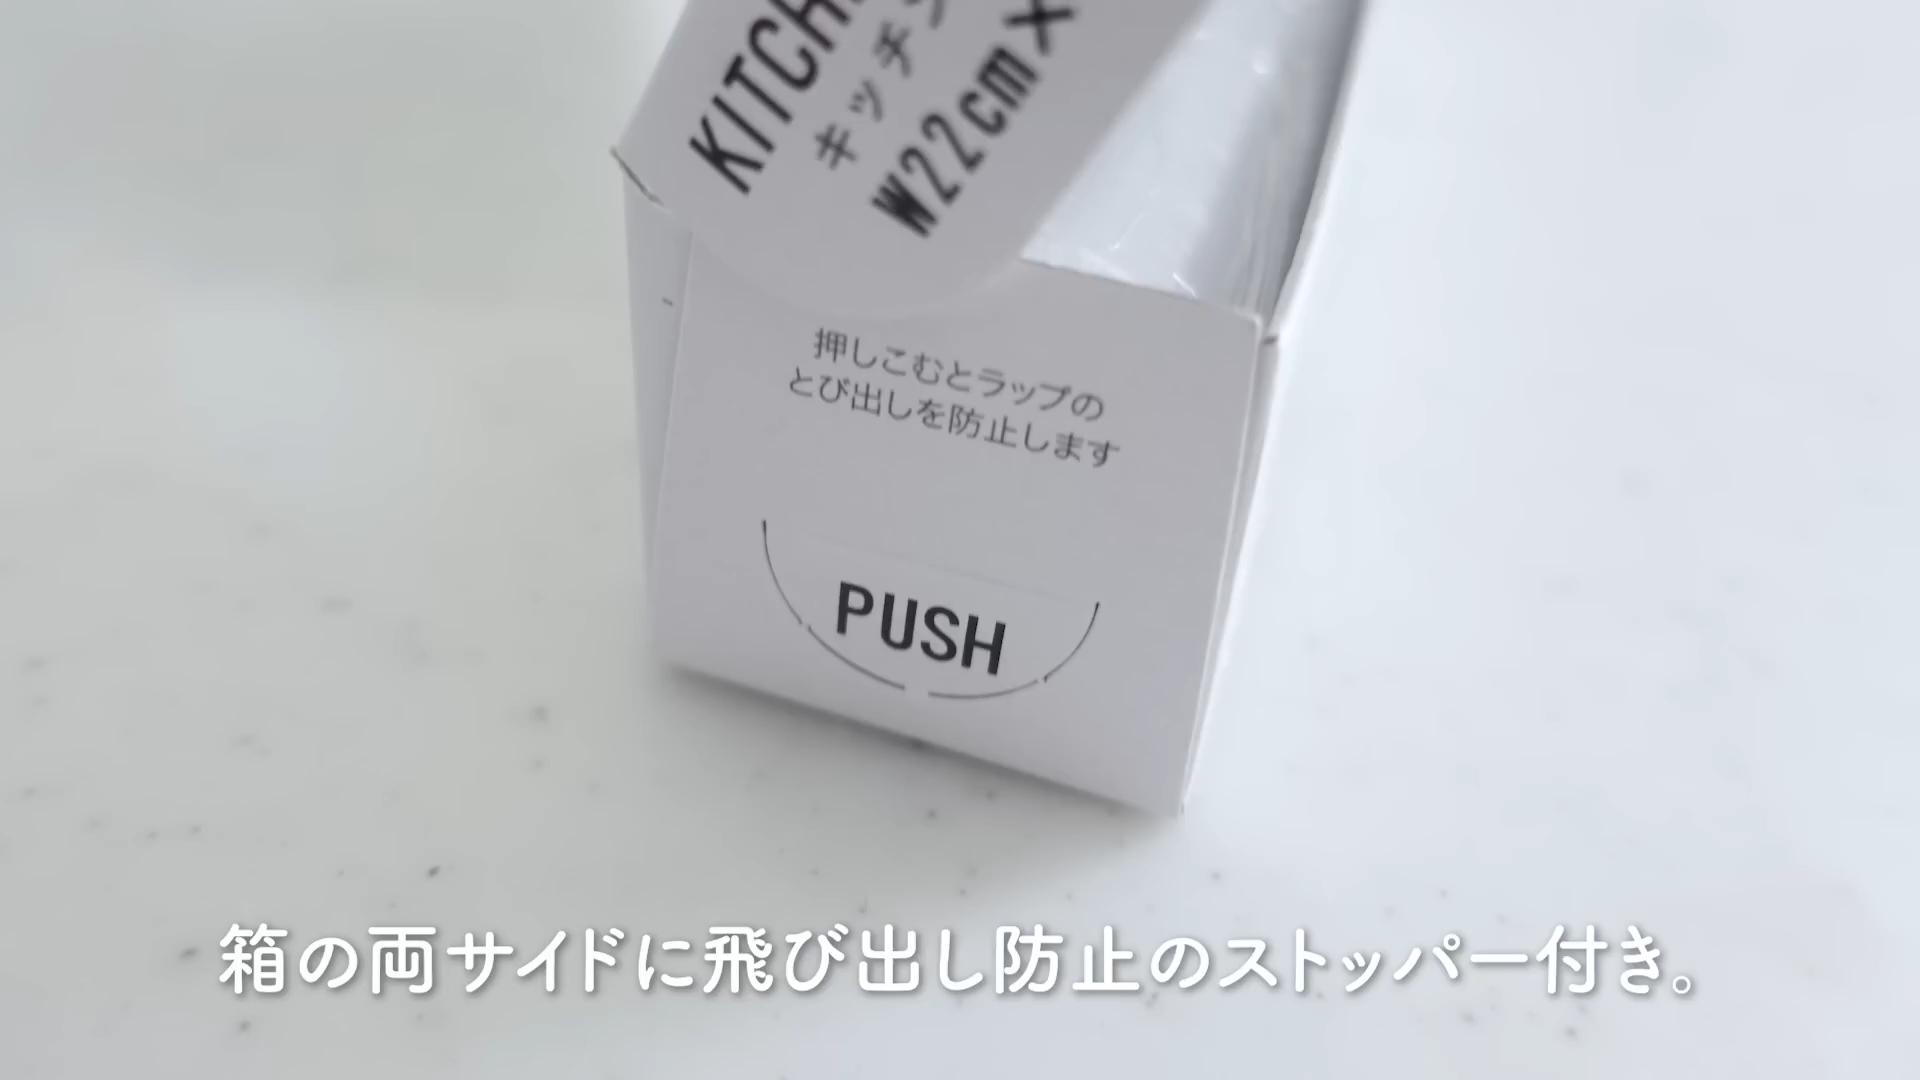 KITCH
キッチン
W22cm×
押しこむとラップの
とび出しを防止します
PUSH
箱の両サイドに飛び出し防止のストッパー付き。